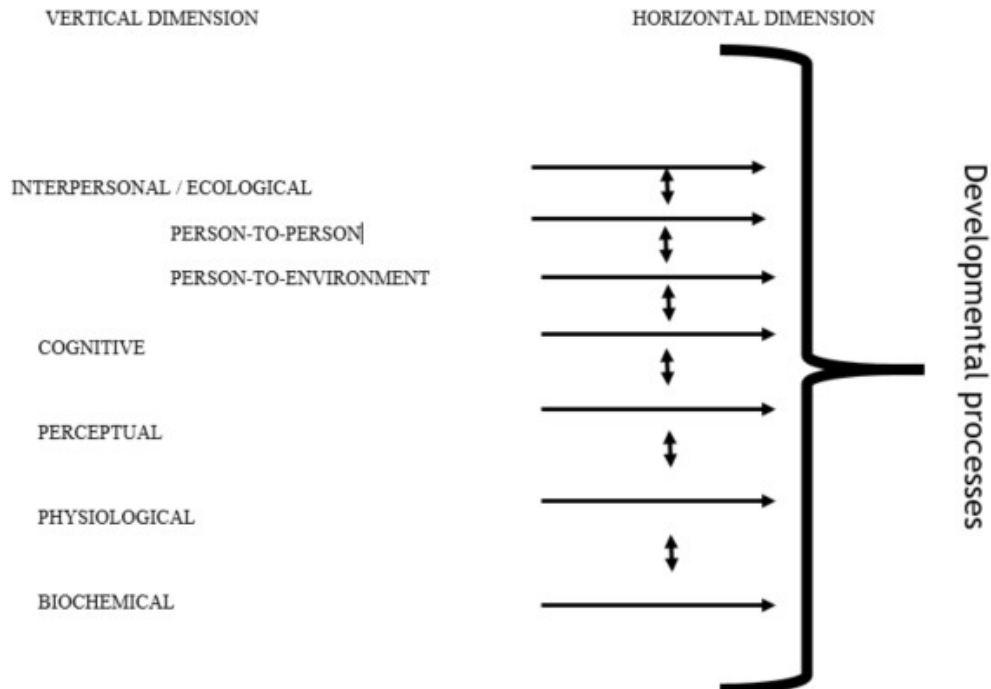 VERTICAL DIMENSION
HORIZONTAL DIMENSION
INTERPERSONAL / ECOLOGICAL
PERSON-TO-PERSON
PERSON-TO-ENVIRONMENT
COGNITIVE
PERCEPTUAL
PHYSIOLOGICAL
BIOCHEMICAL
Developmental processes